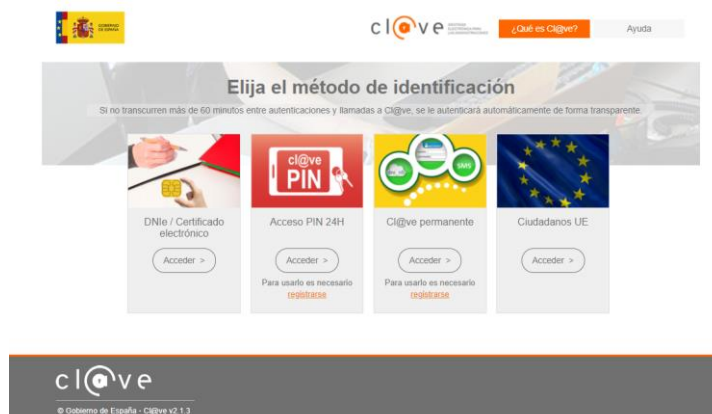 GOBIERNO
DE ESPAÑA
cl@ve
¿Qué es Cl@ve?
Ayuda
Elija el método de identificación
Si no transcurren más de 60 minutos entre autenticaciones y llamadas a Cl@ve, se le autenticará automáticamente de forma transparente.
cl@ve
PIN
SMS
DNIe / Certificado
electrónico
Acceder >
Acceso PIN 24H
Acceder >
Para usarlo es necesario
registrarse
Cl@ve permanente
Acceder >
Para usarlo es necesario
registrarse
Ciudadanos UE
Acceder >
cl@ve
© Gobierno de España - Cl@ve v2.1.3